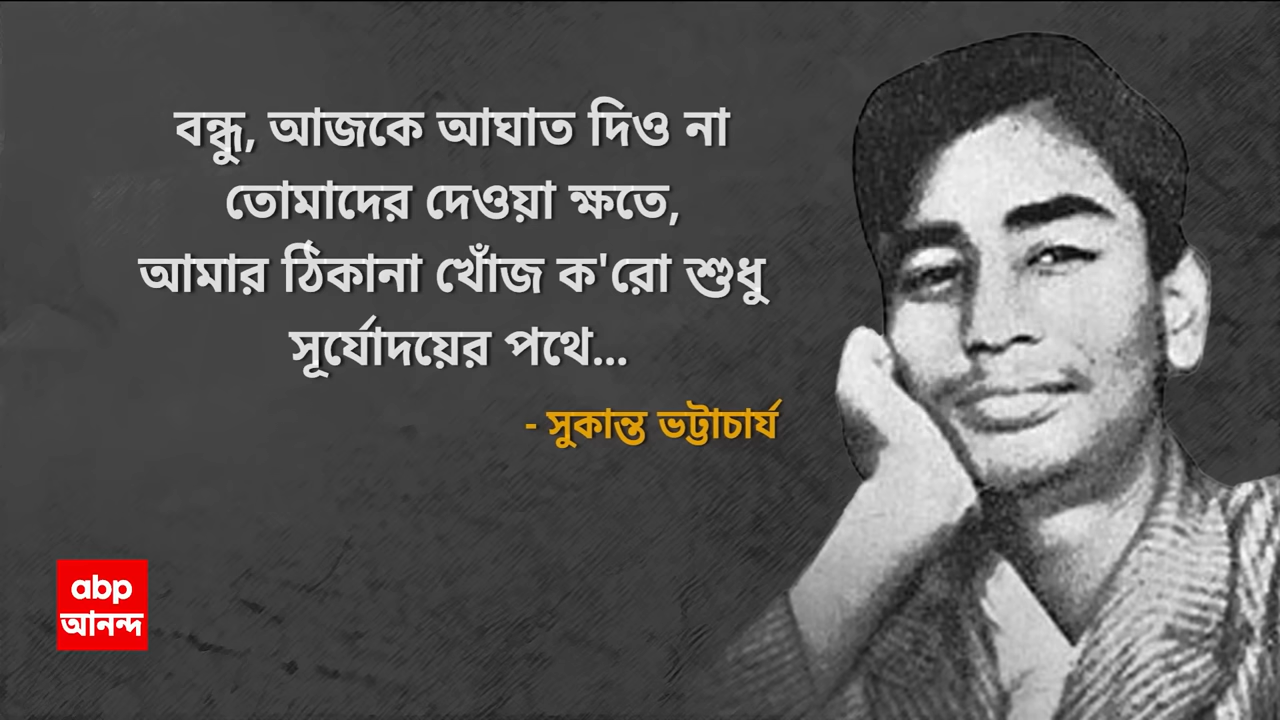 বন্ধু, আজকে আঘাত দিও না
তোমাদের দেওয়া ক্ষতে,
আমার ঠিকানা খোঁজ ক'রো শুধু
সূর্যোদয়ের পথে...
- সুকান্ত ভট্টাচার্য
abp
আনন্দ